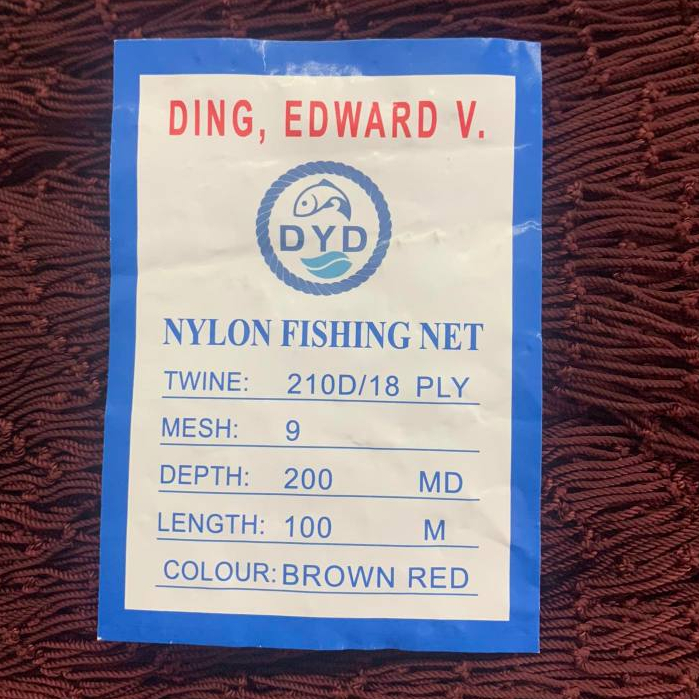 DING, EDWARD V.
DYD
NYLON FISHING NET
TWINE: 210D/18 PLY
MESH: 9
DEPTH: 200 MD
LENGTH: 100 M
COLOUR: BROWN RED